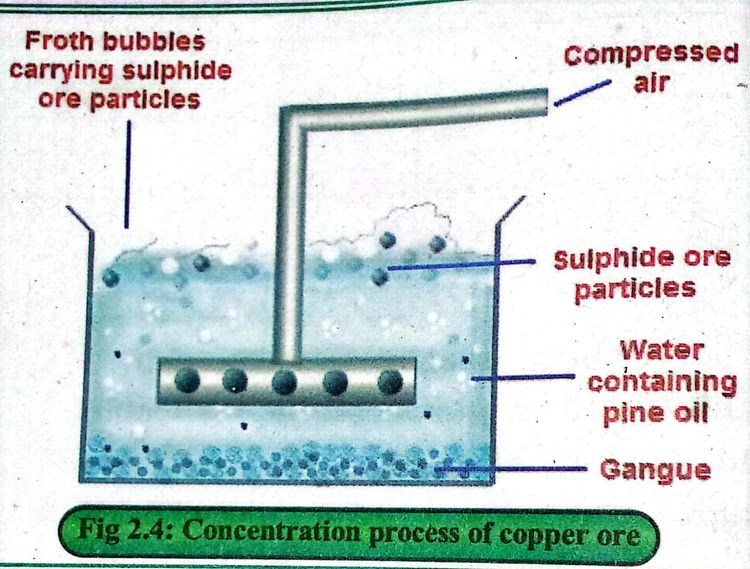 Froth bubbles
carrying sulphide
ore particles
Compressed
air
Sulphide ore
particles
Water
containing
pine oil
Gangue
Fig 2.4: Concentration process of copper ore